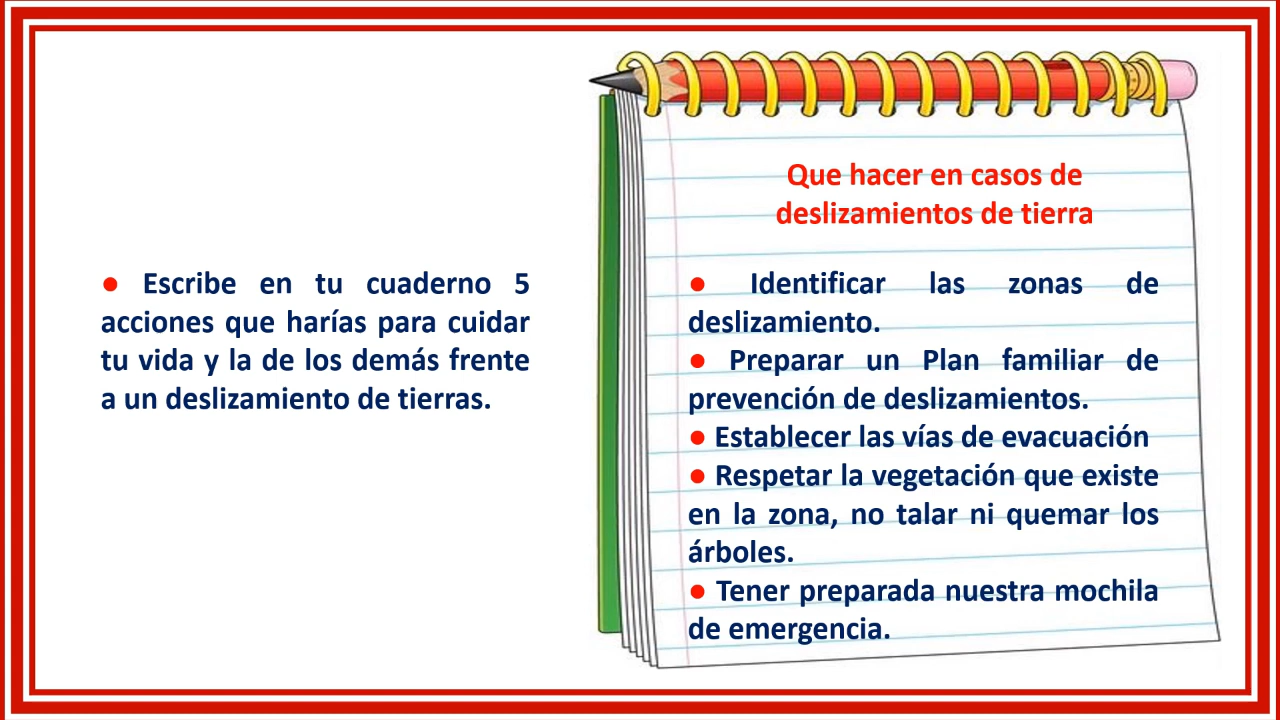 ● Escribe en tu cuaderno 5
acciones que harías para cuidar
tu vida y la de los demás frente
a un deslizamiento de tierras.
Que hacer en casos de
deslizamientos de tierra
● Identificar las zonas de
deslizamiento.
● Preparar un Plan familiar de
prevención de deslizamientos.
● Establecer las vías de evacuación
● Respetar la vegetación que existe
en la zona, no talar ni quemar los
árboles.
● Tener preparada nuestra mochila
de emergencia.